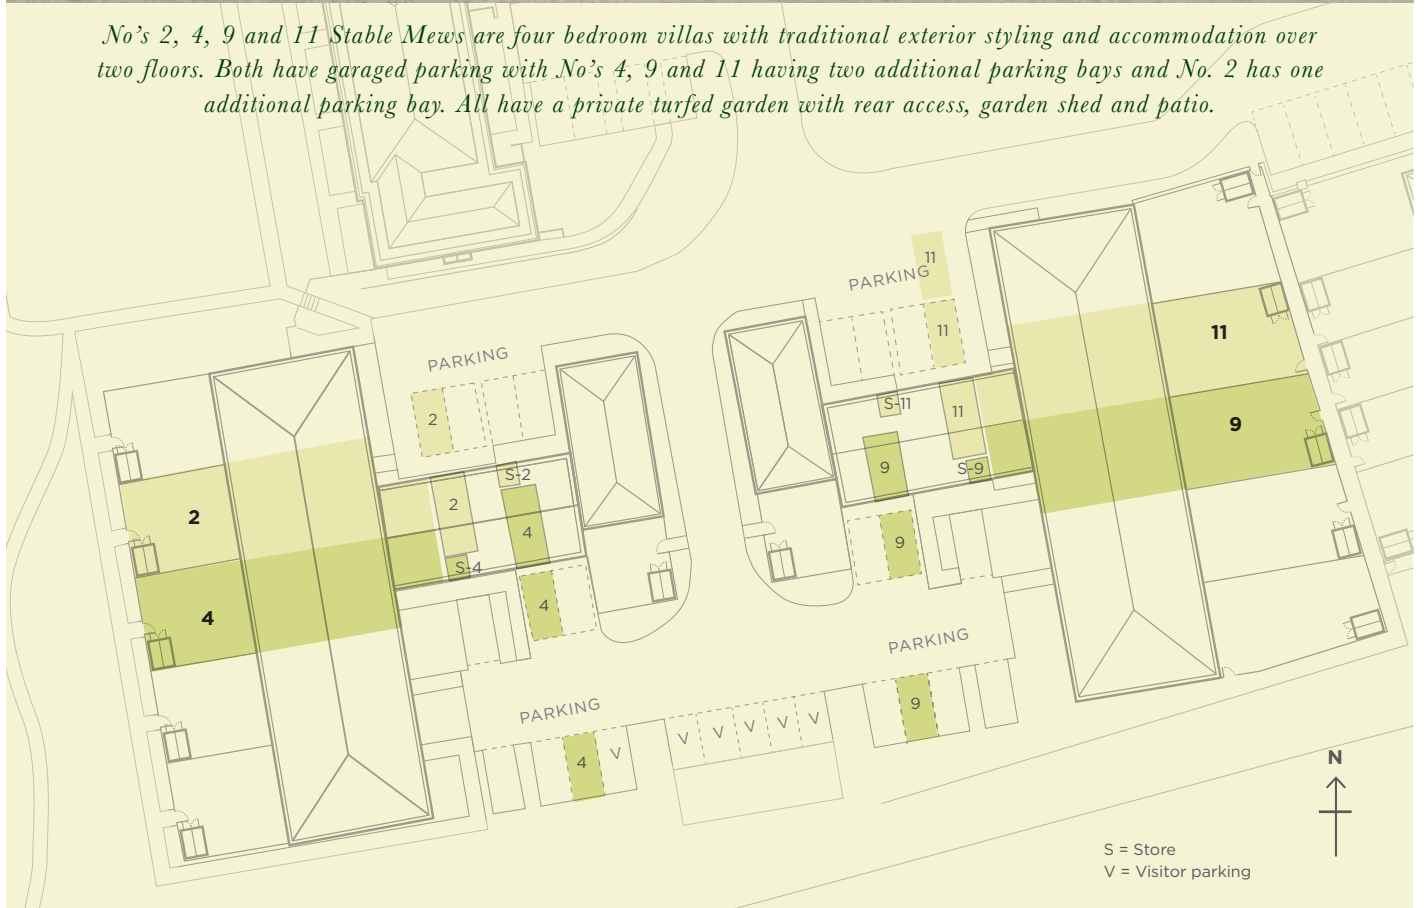 No’s 2, 4, 9 and 11 Stable Mews are four bedroom villas with traditional exterior styling and accommodation over
two floors. Both have garaged parking with No’s 4, 9 and 11 having two additional parking bays and No. 2 has one
additional parking bay. All have a private turfed garden with rear access, garden shed and patio.
11
PARKING
11
11
PARKING
2
S-11
11
9
9
S-9
S-2
2
2
4
9
S-4
4
4
PARKING
9
PARKING
V
V
V
V
V
V
4
N
S = Store
V = Visitor parking